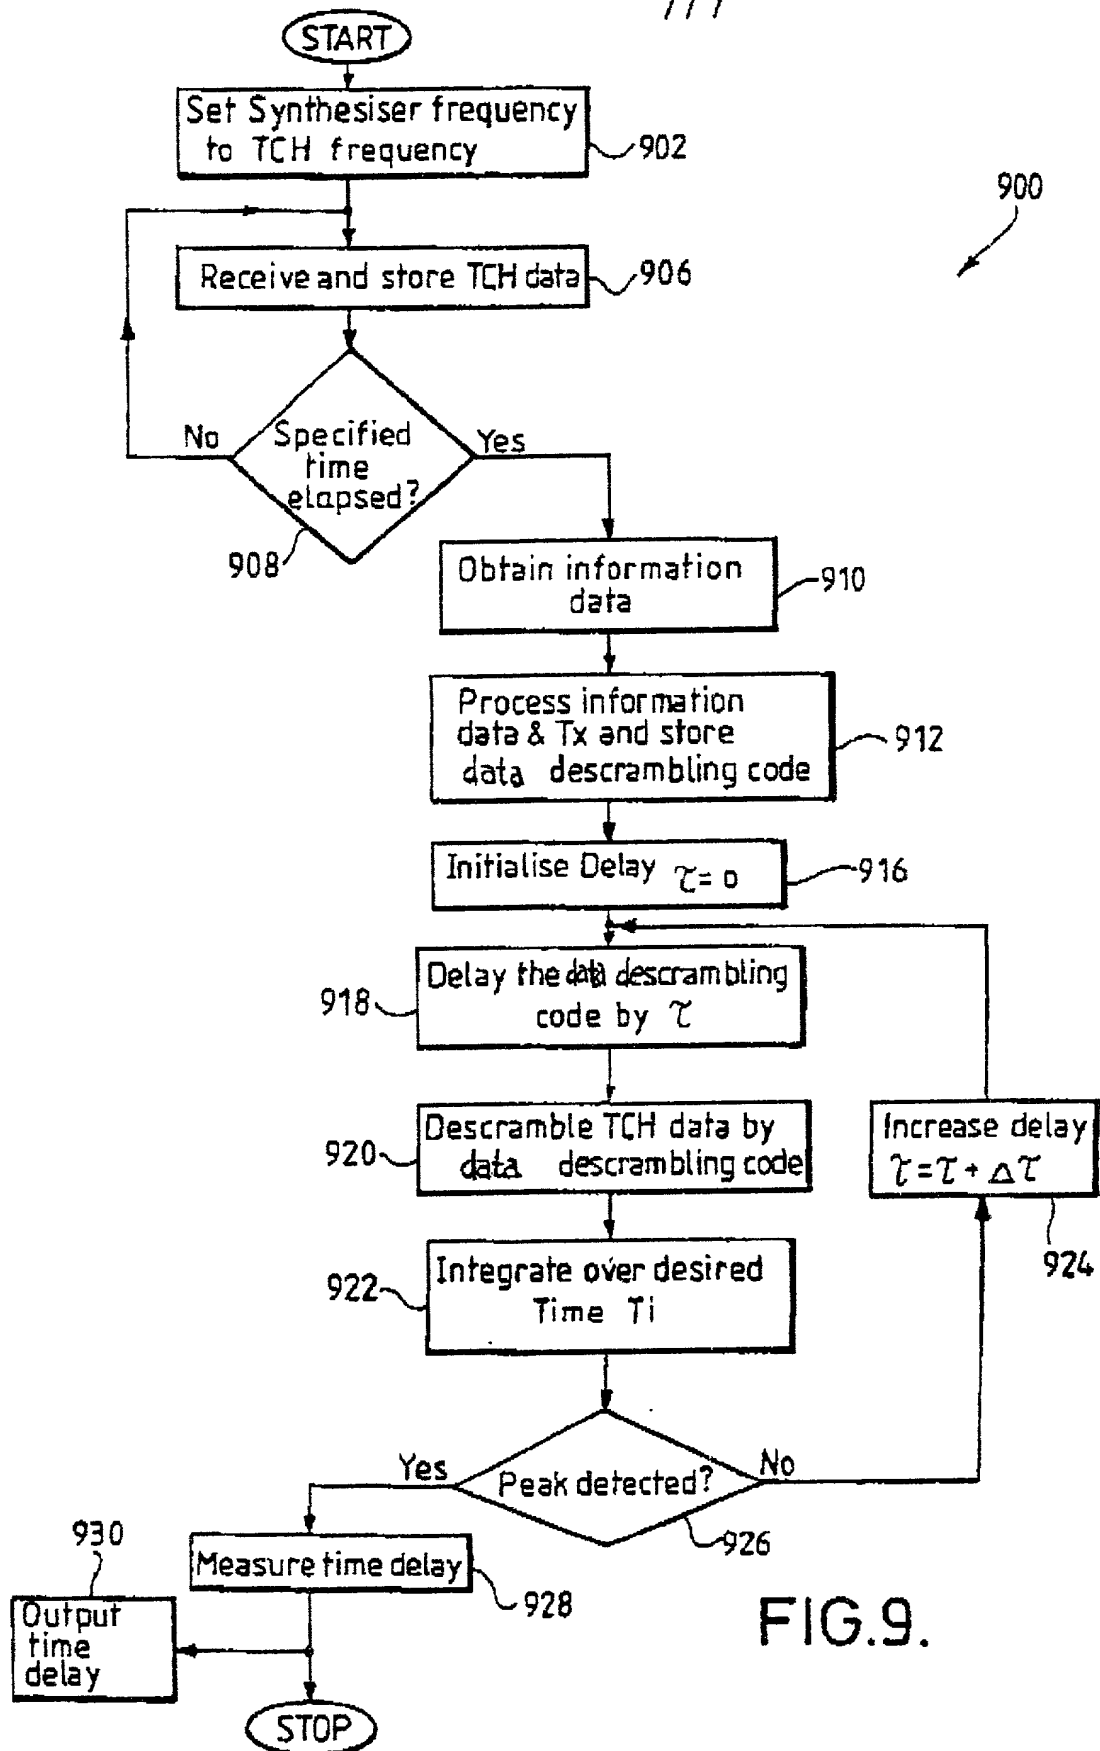 START
Set Synthesiser frequency
to TCH frequency
902
900
Receive and store TCH data
906
No
Specified
time
elapsed?
Yes
908
Obtain information
data
910
Process information
data & Tx and store
data descrambling code
912
Initialise Delay τ = 0
916
Delay the data descrambling
code by τ
918
Descramble TCH data by
data descrambling code
920
Increase delay
τ = τ + Δτ
924
Integrate over desired
Time Ti
922
Yes
Peak detected?
No
926
930
Measure time delay
928
Output
time
delay
STOP
FIG.9.